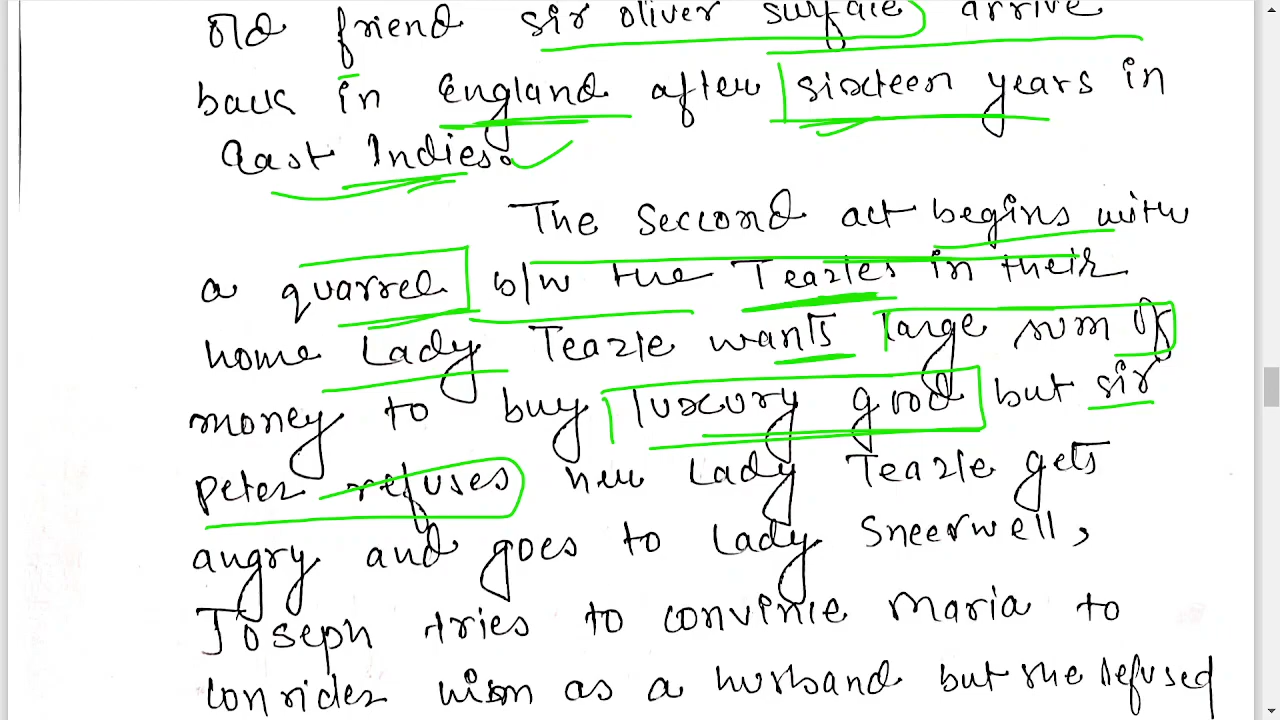 old friend sir oliver surface arrive
back in England after sixteen years in
East Indies.
The Second act begins with
a quarrel b/w the Teazles in their
home Lady Teazle wants large sum of
money to buy luxury good but sir
Peter refuses her Lady Teazle gets
angry and goes to Lady Sneerwell,
Joseph tries to convinie Maria to
consider him as a husband but she refused